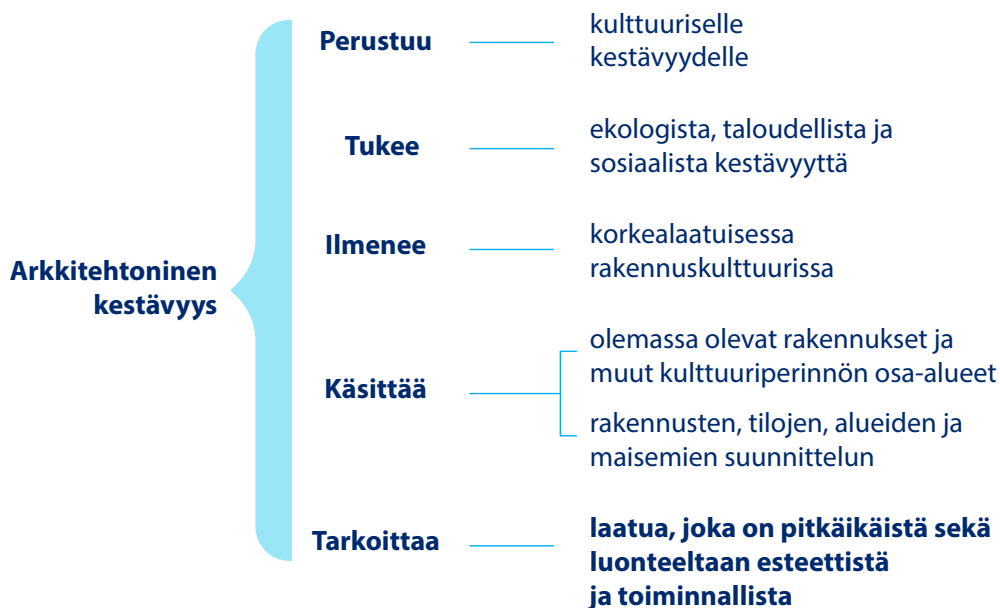 Arkkitehtoninen
kestävyys
Perustuu
kulttuuriselle
kestävyydelle
Tukee
ekologista, taloudellista ja
sosiaalista kestävyyttä
Ilmenee
korkealaatuisessa
rakennuskulttuurissa
Käsittää
olemassa olevat rakennukset ja
muut kulttuuriperinnön osa-alueet
rakennusten, tilojen, alueiden ja
maisemien suunnittelun
Tarkoittaa
laatua, joka on pitkäikäistä sekä
luonteeltaan esteettistä
ja toiminnallista